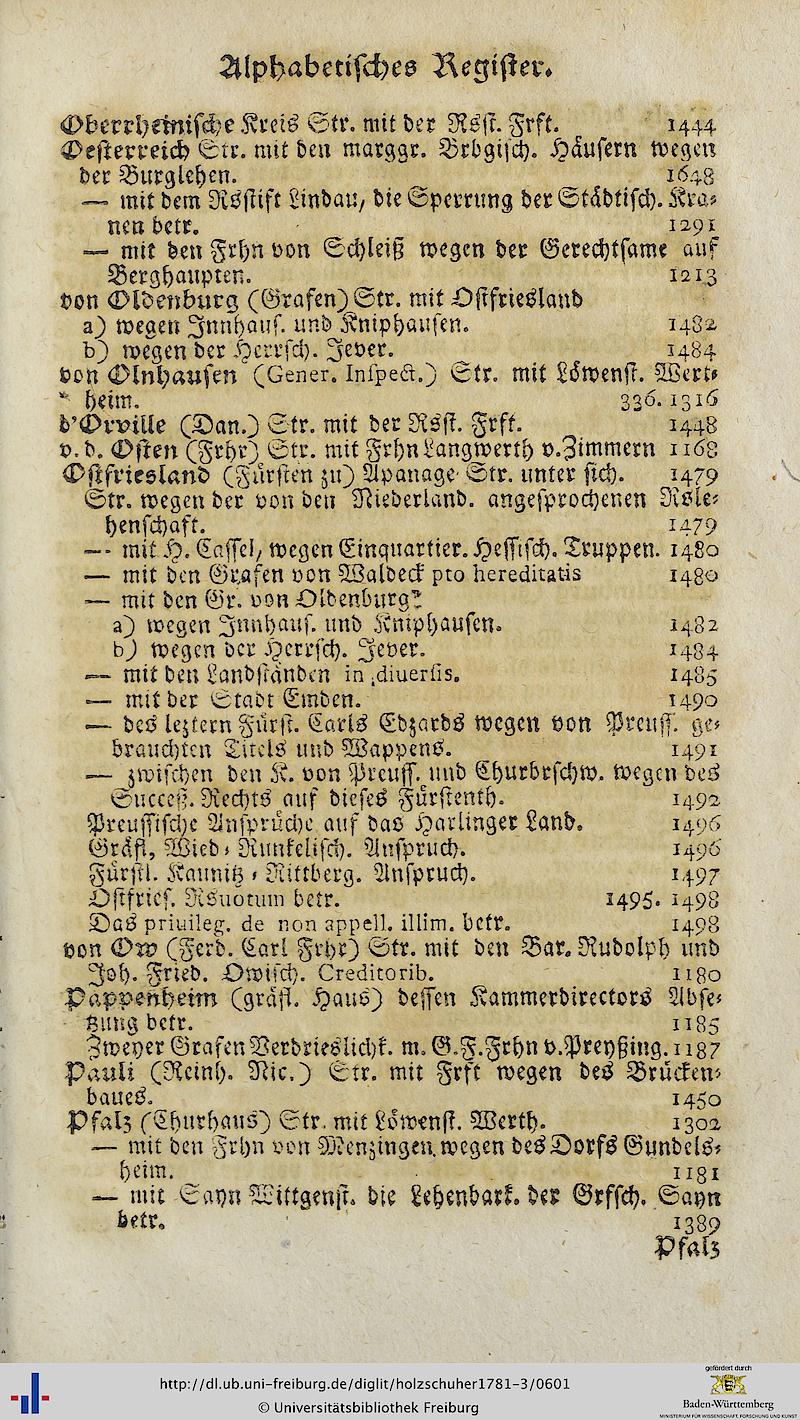 Alphabetisches Register.
Oberrheinische Kreis Str. mit der Rsst. Frft. 1444
Oesterreich Str. mit den marggr. Brbgisch. Häusern wegen
der Burglehen. 1648
— mit dem Rsstift Lindau, die Sperrung der Städtisch. Kra-
nen betr. 1291
— mit den Frhn von Schleiß wegen der Gerechtsame auf
Berghaupten. 1213
von Oldenburg (Grafen) Str. mit Ostfriesland
a) wegen Innhaus. und Kniphausen. 1482
b) wegen der Herrsch. Jever. 1484
von Olnhausen (Gener. Inspect.) Str. mit Löwenst. Wert-
heim. 336. 1316
d'Orville (Dan.) Str. mit der Rsst. Frft. 1448
v. d. Osten (Frhr) Str. mit Frhn Langwerth v. Zimmern 1168
Ostfriesland (Fürsten zu) Apanage Str. unter sich. 1479
Str. wegen der von den Niederland. angesprochenen Rsle-
henschaft. 1479
— mit H. Cassel, wegen Einquartier. Hessisch. Truppen. 1480
— mit den Grafen von Waldeck pto hereditatis 1480
— mit den Gr. von Oldenburg
a) wegen Innhaus. und Kniphausen. 1482
b) wegen der Herrsch. Jever. 1484
— mit den Landständen in diuersis. 1485
— mit der Stadt Emden. 1490
— des leztern Fürst. Carls Edzards wegen von Preuss. ge-
brauchten Titels und Wappens. 1491
— zwischen den K. von Preuss. und Churbrschw. wegen des
Success. Rechts auf dieses Fürstenth. 1492
Preussische Ansprüche auf das Harlinger Land. 1496
Gräfl. Wied-Runkelisch. Anspruch. 1496
Fürstl. Kaunitz-Rittberg. Anspruch. 1497
Ostfries. Rsvotum betr. 1495. 1498
Das priuileg. de non appell. illim. betr. 1498
von Ow (Ferd. Carl Frhr) Str. mit den Bar. Rudolph und
Joh. Fried. Owisch. Creditorib. 1180
Pappenheim (gräfl. Haus) dessen Kammerdirectors Abse-
tzung betr. 1185
Zweyer Grafen Verdrieslichk. m. G. F. Frhn v. Preyßing. 1187
Pauli (Reinh. Nic.) Str. mit Frft wegen des Brücken-
baues. 1450
Pfalz (Churhaus) Str. mit Löwenst. Werth. 1302
— mit den Frhn von Menzingen, wegen des Dorfs Gundels-
heim. 1181
— mit Sayn Wittgenst. die Lehenbark. der Grfsch. Sayn
betr. 1389
Pfalz
http://dl.ub.uni-freiburg.de/diglit/holzschuher1781-3/0601
© Universitätsbibliothek Freiburg
gefördert durch
Baden-Württemberg
MINISTERIUM FÜR WISSENSCHAFT, FORSCHUNG UND KUNST